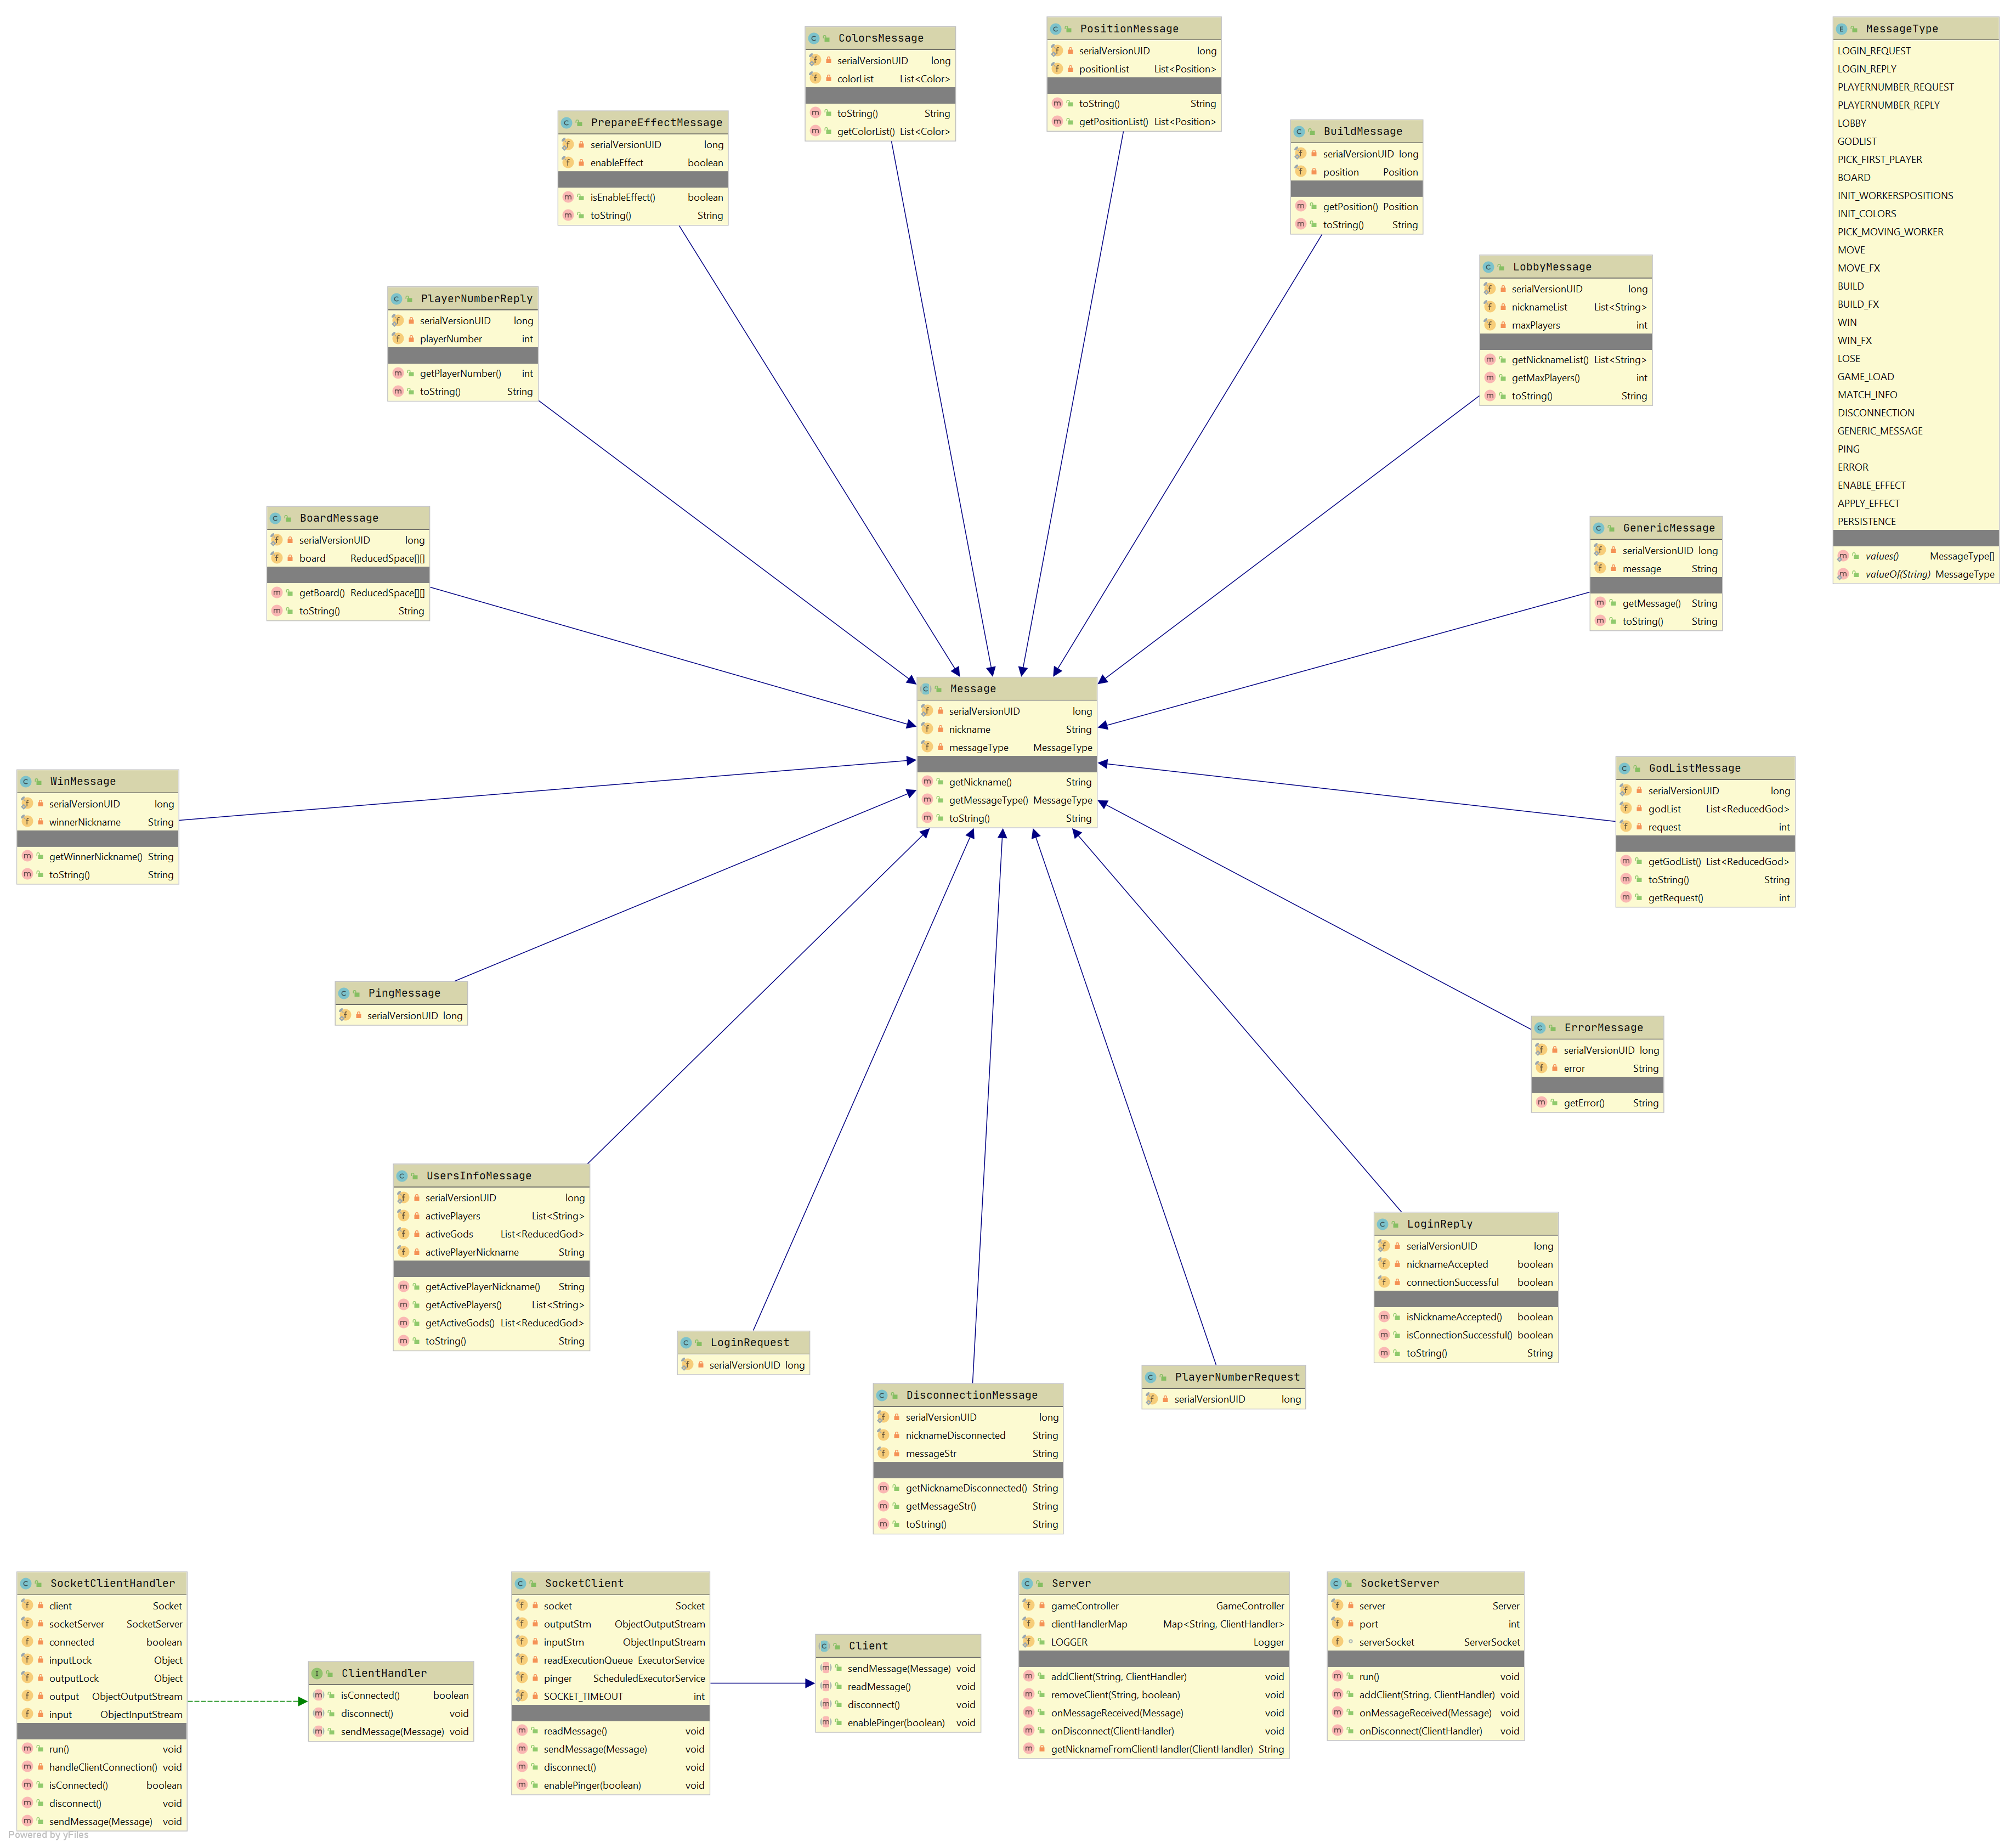 ColorsMessage
serialVersionUID long
colorList List<Color>
toString() String
getColorList() List<Color>
PositionMessage
serialVersionUID long
positionList List<Position>
toString() String
getPositionList() List<Position>
MessageType
LOGIN_REQUEST
LOGIN_REPLY
PLAYERNUMBER_REQUEST
PLAYERNUMBER_REPLY
LOBBY
GODLIST
PICK_FIRST_PLAYER
BOARD
INIT_WORKERSPOSITIONS
INIT_COLORS
PICK_MOVING_WORKER
MOVE
MOVE_FX
BUILD
BUILD_FX
WIN
WIN_FX
LOSE
GAME_LOAD
MATCH_INFO
DISCONNECTION
GENERIC_MESSAGE
PING
ERROR
ENABLE_EFFECT
APPLY_EFFECT
PERSISTENCE
values() MessageType[]
valueOf(String) MessageType
PrepareEffectMessage
serialVersionUID long
enableEffect boolean
isEnableEffect() boolean
toString() String
BuildMessage
serialVersionUID long
position Position
getPosition() Position
toString() String
LobbyMessage
serialVersionUID long
nicknameList List<String>
maxPlayers int
getNicknameList() List<String>
getMaxPlayers() int
toString() String
PlayerNumberReply
serialVersionUID long
playerNumber int
getPlayerNumber() int
toString() String
BoardMessage
serialVersionUID long
board ReducedSpace[][]
getBoard() ReducedSpace[][]
toString() String
GenericMessage
serialVersionUID long
message String
getMessage() String
toString() String
Message
serialVersionUID long
nickname String
messageType MessageType
getNickname() String
getMessageType() MessageType
toString() String
WinMessage
serialVersionUID long
winnerNickname String
getWinnerNickname() String
toString() String
GodListMessage
serialVersionUID long
godList List<ReducedGod>
request int
getGodList() List<ReducedGod>
toString() String
getRequest() int
PingMessage
serialVersionUID long
ErrorMessage
serialVersionUID long
error String
getError() String
UsersInfoMessage
serialVersionUID long
activePlayers List<String>
activeGods List<ReducedGod>
activePlayerNickname String
getActivePlayerNickname() String
getActivePlayers() List<String>
getActiveGods() List<ReducedGod>
toString() String
LoginReply
serialVersionUID long
nicknameAccepted boolean
connectionSuccessful boolean
isNicknameAccepted() boolean
isConnectionSuccessful() boolean
toString() String
LoginRequest
serialVersionUID long
DisconnectionMessage
serialVersionUID long
nicknameDisconnected String
messageStr String
getNicknameDisconnected() String
getMessageStr() String
toString() String
PlayerNumberRequest
serialVersionUID long
SocketClientHandler
client Socket
socketServer SocketServer
connected boolean
inputLock Object
outputLock Object
output ObjectOutputStream
input ObjectInputStream
run() void
handleClientConnection() void
isConnected() boolean
disconnect() void
sendMessage(Message) void
ClientHandler
isConnected() boolean
disconnect() void
sendMessage(Message) void
SocketClient
socket Socket
outputStm ObjectOutputStream
inputStm ObjectInputStream
readExecutionQueue ExecutorService
pinger ScheduledExecutorService
SOCKET_TIMEOUT int
readMessage() void
sendMessage(Message) void
disconnect() void
enablePinger(boolean) void
Client
sendMessage(Message) void
readMessage() void
disconnect() void
enablePinger(boolean) void
Server
gameController GameController
clientHandlerMap Map<String, ClientHandler>
LOGGER Logger
addClient(String, ClientHandler) void
removeClient(String, boolean) void
onMessageReceived(Message) void
onDisconnect(ClientHandler) void
getNicknameFromClientHandler(ClientHandler) String
SocketServer
server Server
port int
serverSocket ServerSocket
run() void
addClient(String, ClientHandler) void
onMessageReceived(Message) void
onDisconnect(ClientHandler) void
Powered by yFiles